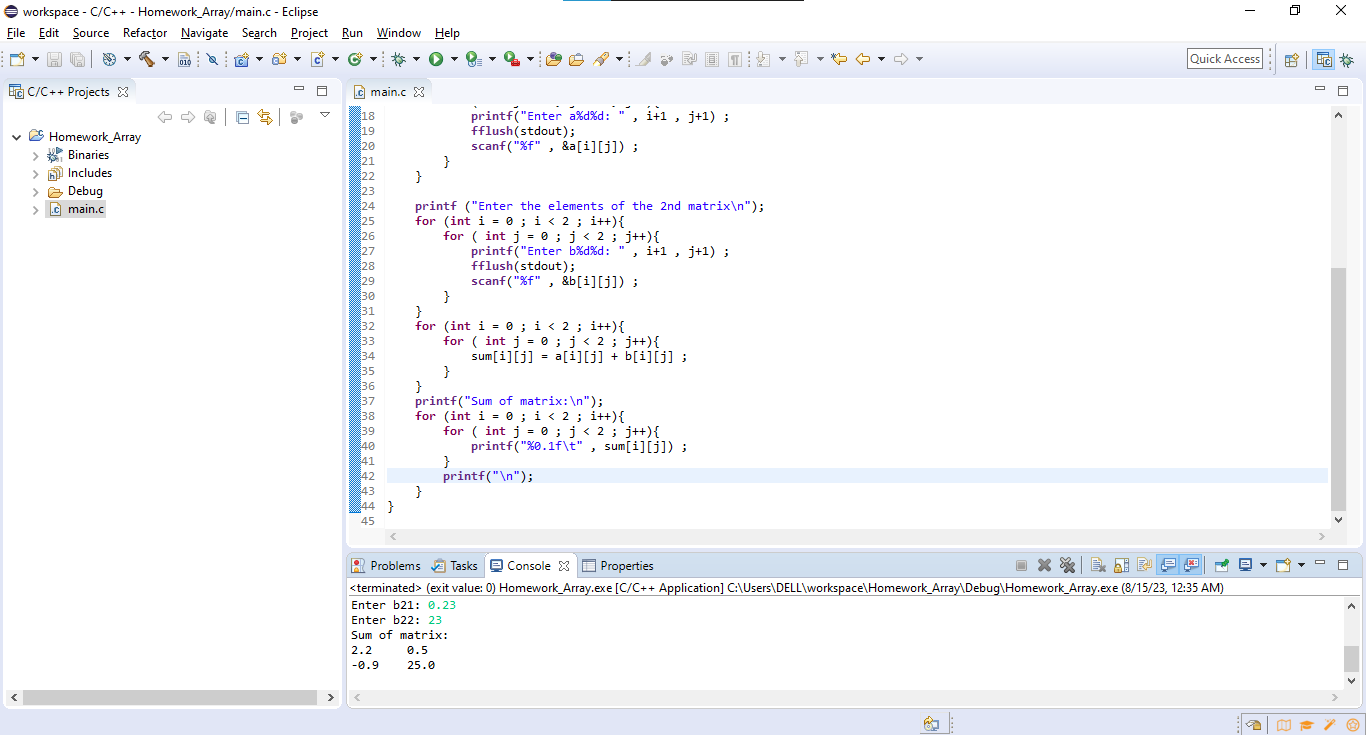 workspace - C/C++ - Homework_Array/main.c - Eclipse
File Edit Source Refactor Navigate Search Project Run Window Help
Quick Access
C/C++ Projects
Homework_Array
Binaries
Includes
Debug
main.c
main.c
18 printf("Enter a%d%d: " , i+1 , j+1) ;
19 fflush(stdout);
20 scanf("%f" , &a[i][j]) ;
21 }
22 }
23
24 printf ("Enter the elements of the 2nd matrix\n");
25 for (int i = 0 ; i < 2 ; i++){
26 for ( int j = 0 ; j < 2 ; j++){
27 printf("Enter b%d%d: " , i+1 , j+1) ;
28 fflush(stdout);
29 scanf("%f" , &b[i][j]) ;
30 }
31 }
32 for (int i = 0 ; i < 2 ; i++){
33 for ( int j = 0 ; j < 2 ; j++){
34 sum[i][j] = a[i][j] + b[i][j] ;
35 }
36 }
37 printf("Sum of matrix:\n");
38 for (int i = 0 ; i < 2 ; i++){
39 for ( int j = 0 ; j < 2 ; j++){
40 printf("%0.1f\t" , sum[i][j]) ;
41 }
42 printf("\n");
43 }
44 }
45
Problems Tasks Console Properties
<terminated> (exit value: 0) Homework_Array.exe [C/C++ Application] C:\Users\DELL\workspace\Homework_Array\Debug\Homework_Array.exe (8/15/23, 12:35 AM)
Enter b21: 0.23
Enter b22: 23
Sum of matrix:
2.2 0.5
-0.9 25.0